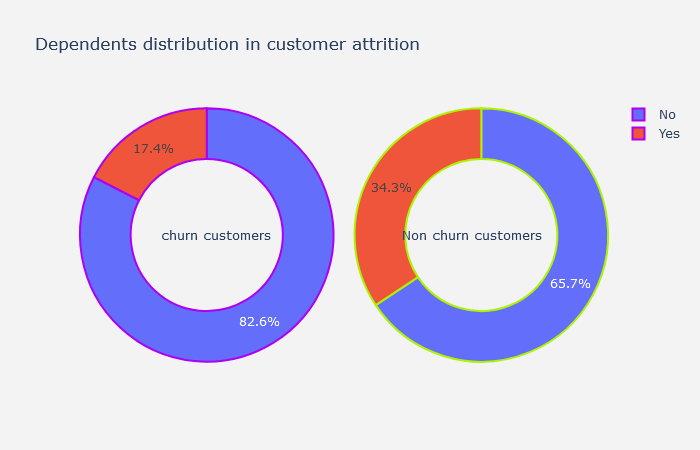 Dependents distribution in customer attrition
No
Yes
17.4%
churn customers
82.6%
34.3%
Non churn customers
65.7%